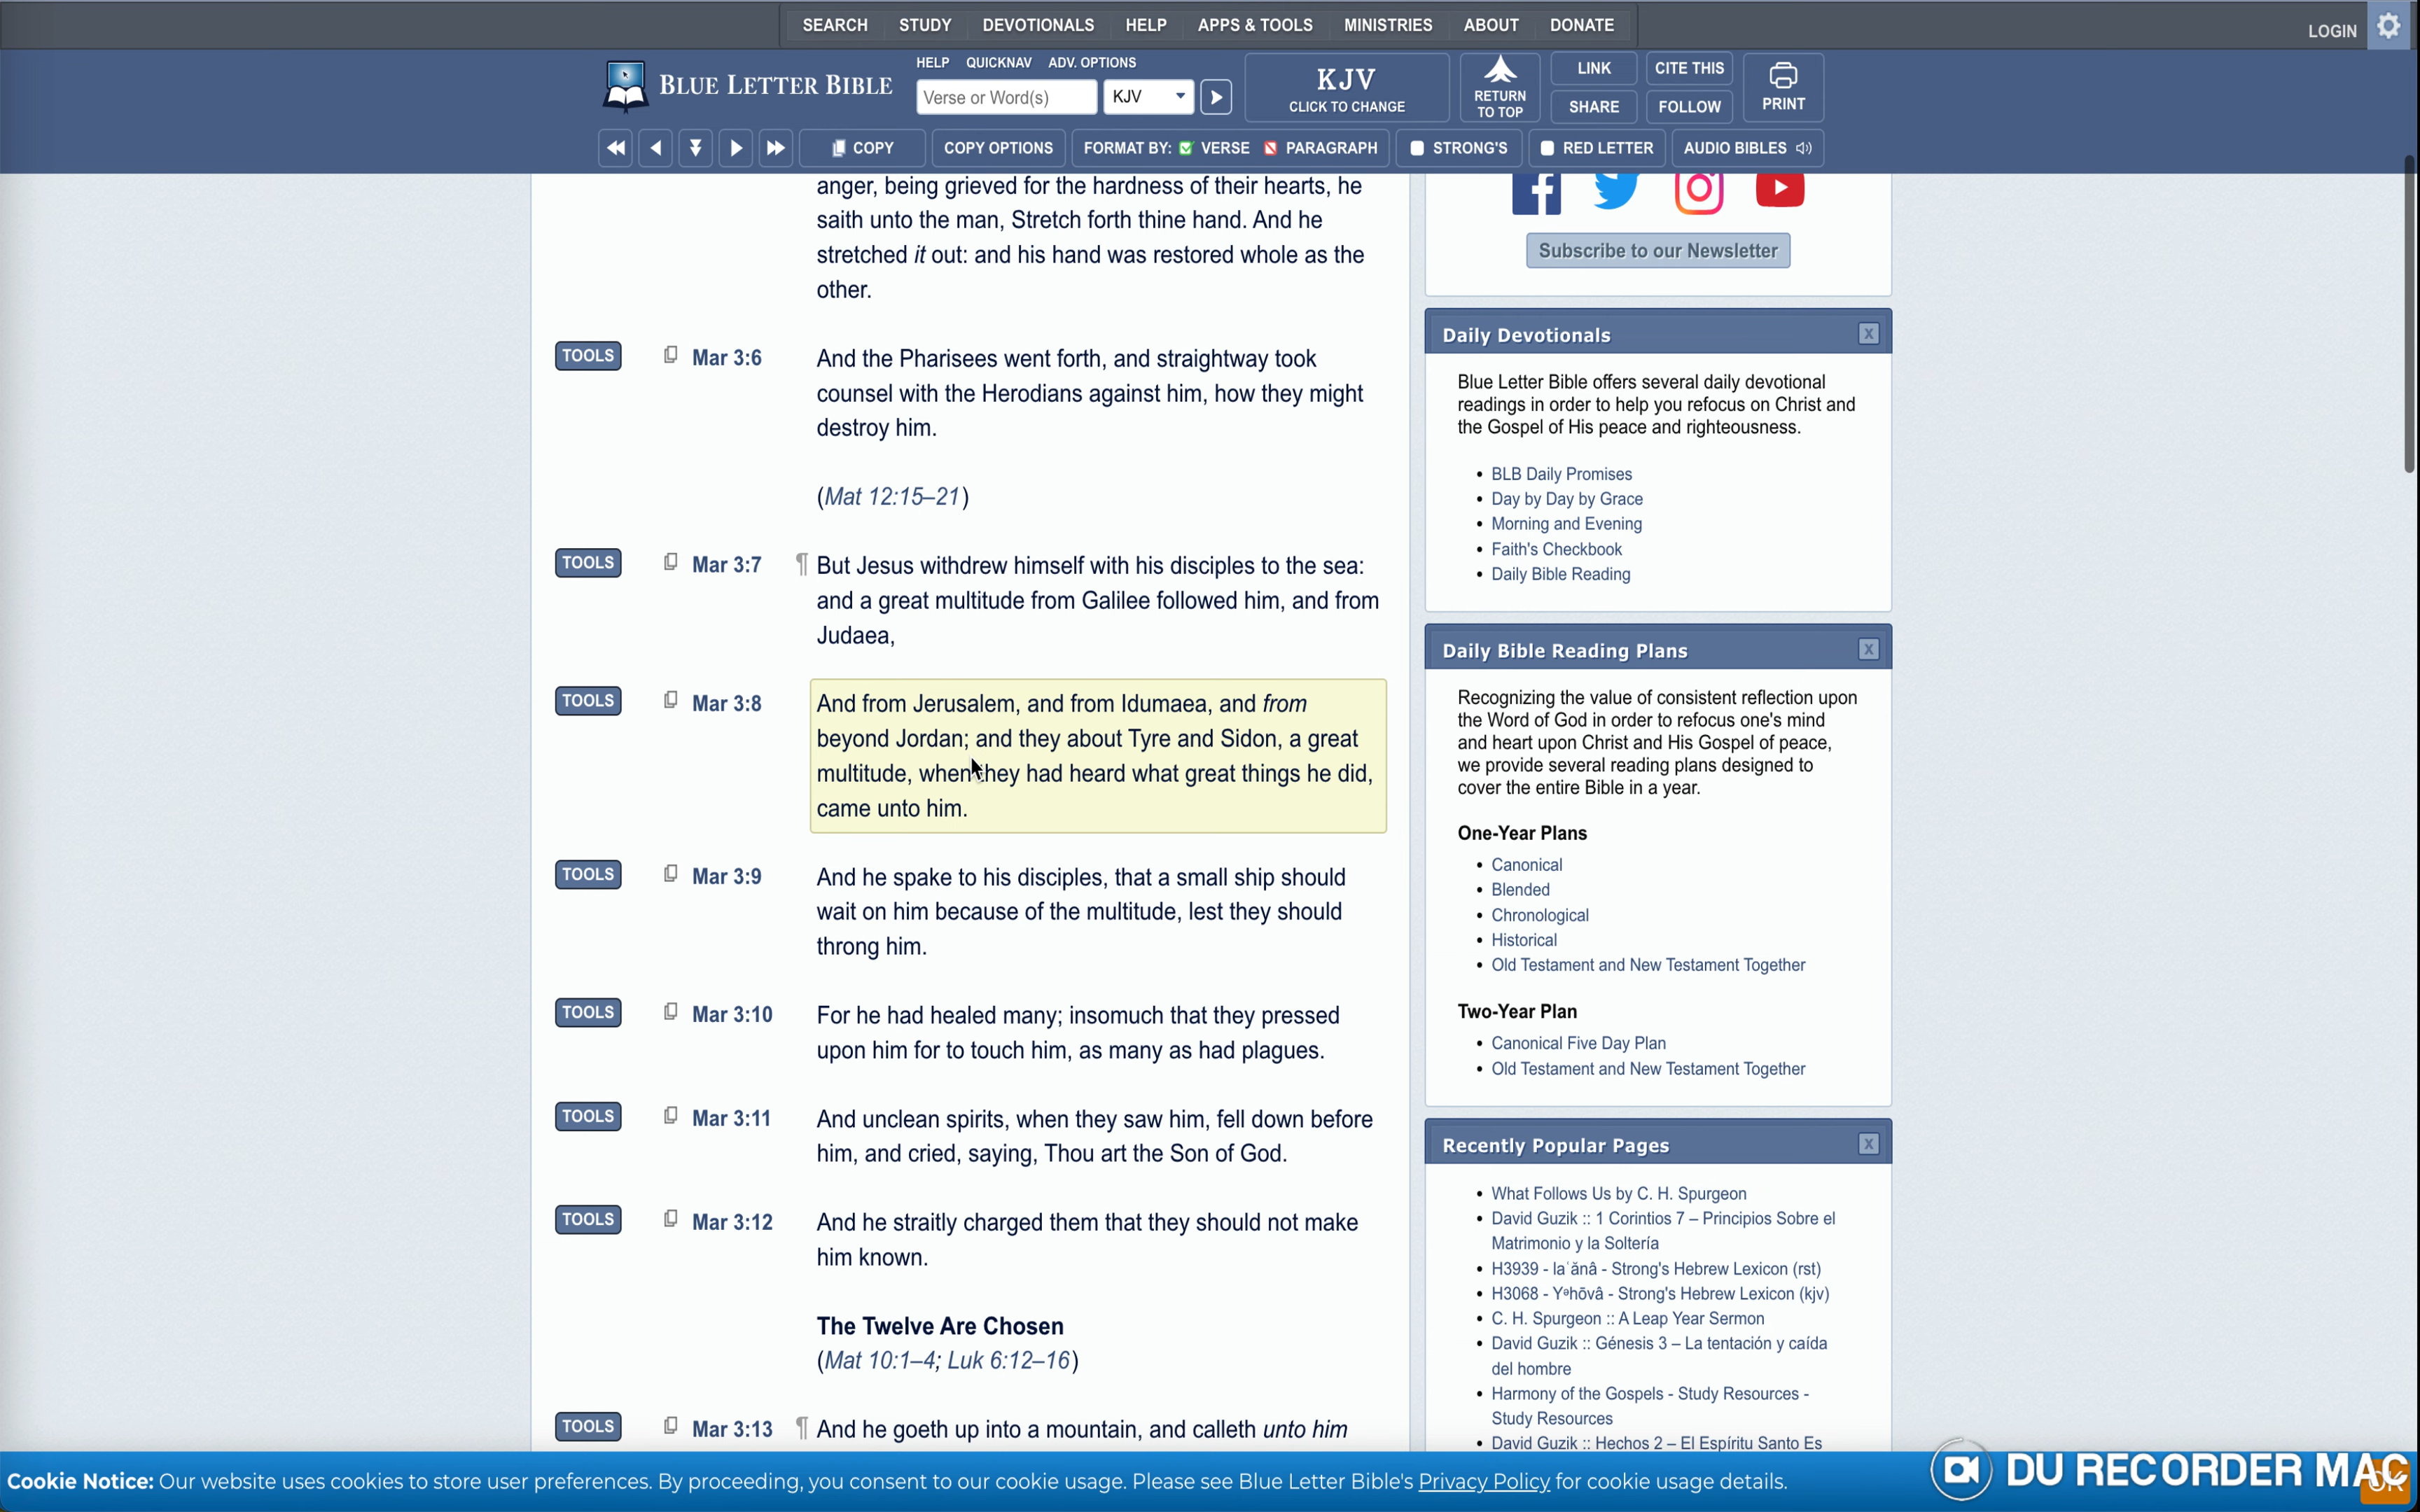 SEARCH STUDY DEVOTIONALS HELP APPS & TOOLS MINISTRIES ABOUT DONATE
LOGIN
BLUE LETTER BIBLE
HELP QUICKNAV ADV. OPTIONS
Verse or Word(s)
KJV
KJV
CLICK TO CHANGE
RETURN
TO TOP
LINK
CITE THIS
SHARE
FOLLOW
PRINT
COPY
COPY OPTIONS
FORMAT BY: VERSE PARAGRAPH
STRONG'S
RED LETTER
AUDIO BIBLES
anger, being grieved for the hardness of their hearts, he
saith unto the man, Stretch forth thine hand. And he
stretched it out: and his hand was restored whole as the
other.
TOOLS Mar 3:6 And the Pharisees went forth, and straightway took
counsel with the Herodians against him, how they might
destroy him.
(Mat 12:15–21)
TOOLS Mar 3:7 ¶ But Jesus withdrew himself with his disciples to the sea:
and a great multitude from Galilee followed him, and from
Judaea,
TOOLS Mar 3:8 And from Jerusalem, and from Idumaea, and from
beyond Jordan; and they about Tyre and Sidon, a great
multitude, when they had heard what great things he did,
came unto him.
TOOLS Mar 3:9 And he spake to his disciples, that a small ship should
wait on him because of the multitude, lest they should
throng him.
TOOLS Mar 3:10 For he had healed many; insomuch that they pressed
upon him for to touch him, as many as had plagues.
TOOLS Mar 3:11 And unclean spirits, when they saw him, fell down before
him, and cried, saying, Thou art the Son of God.
TOOLS Mar 3:12 And he straitly charged them that they should not make
him known.
The Twelve Are Chosen
(Mat 10:1–4; Luk 6:12–16)
TOOLS Mar 3:13 ¶ And he goeth up into a mountain, and calleth unto him
Subscribe to our Newsletter
Daily Devotionals X
Blue Letter Bible offers several daily devotional
readings in order to help you refocus on Christ and
the Gospel of His peace and righteousness.
• BLB Daily Promises
• Day by Day by Grace
• Morning and Evening
• Faith's Checkbook
• Daily Bible Reading
Daily Bible Reading Plans X
Recognizing the value of consistent reflection upon
the Word of God in order to refocus one's mind
and heart upon Christ and His Gospel of peace,
we provide several reading plans designed to
cover the entire Bible in a year.
One-Year Plans
• Canonical
• Blended
• Chronological
• Historical
• Old Testament and New Testament Together
Two-Year Plan
• Canonical Five Day Plan
• Old Testament and New Testament Together
Recently Popular Pages X
• What Follows Us by C. H. Spurgeon
• David Guzik :: 1 Corintios 7 – Principios Sobre el
Matrimonio y la Soltería
• H3939 - laʿănâ - Strong's Hebrew Lexicon (rst)
• H3068 - Yᵊhōvâ - Strong's Hebrew Lexicon (kjv)
• C. H. Spurgeon :: A Leap Year Sermon
• David Guzik :: Génesis 3 – La tentación y caída
del hombre
• Harmony of the Gospels - Study Resources -
Study Resources
• David Guzik :: Hechos 2 – El Espíritu Santo Es
Cookie Notice: Our website uses cookies to store user preferences. By proceeding, you consent to our cookie usage. Please see Blue Letter Bible's Privacy Policy for cookie usage details.
OK
DU RECORDER MAC